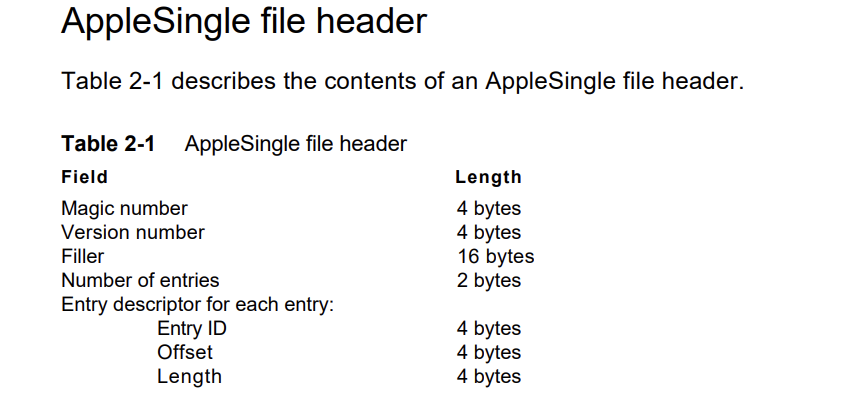 AppleSingle file header
Table 2-1 describes the contents of an AppleSingle file header.
Table 2-1 AppleSingle file header
Field Length
Magic number 4 bytes
Version number 4 bytes
Filler 16 bytes
Number of entries 2 bytes
Entry descriptor for each entry:
Entry ID 4 bytes
Offset 4 bytes
Length 4 bytes